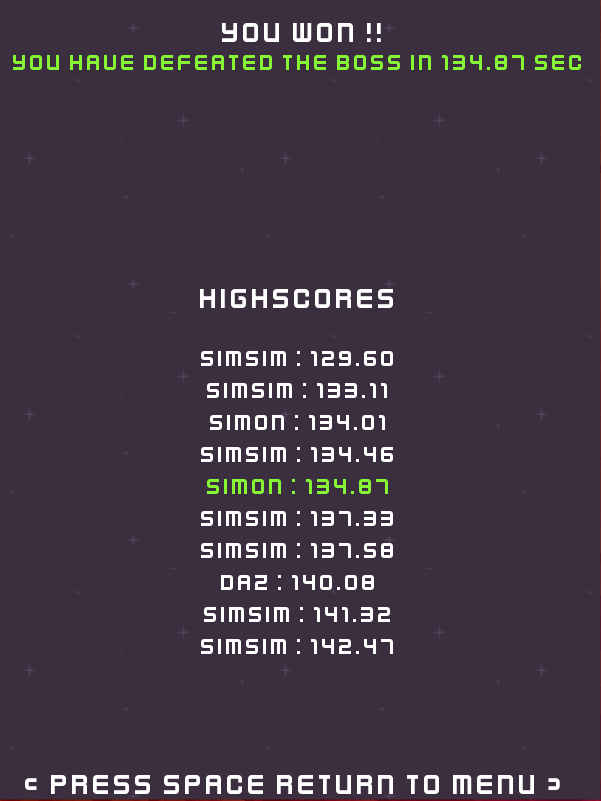 YOU WON !!
YOU HAVE DEFEATED THE BOSS IN 134.87 SEC
HIGHSCORES
SIMSIM : 129.60
SIMSIM : 133.11
SIMON : 134.01
SIMSIM : 134.46
SIMON : 134.87
SIMSIM : 137.33
SIMSIM : 137.58
DAZ : 140.08
SIMSIM : 141.32
SIMSIM : 142.47
< PRESS SPACE RETURN TO MENU >